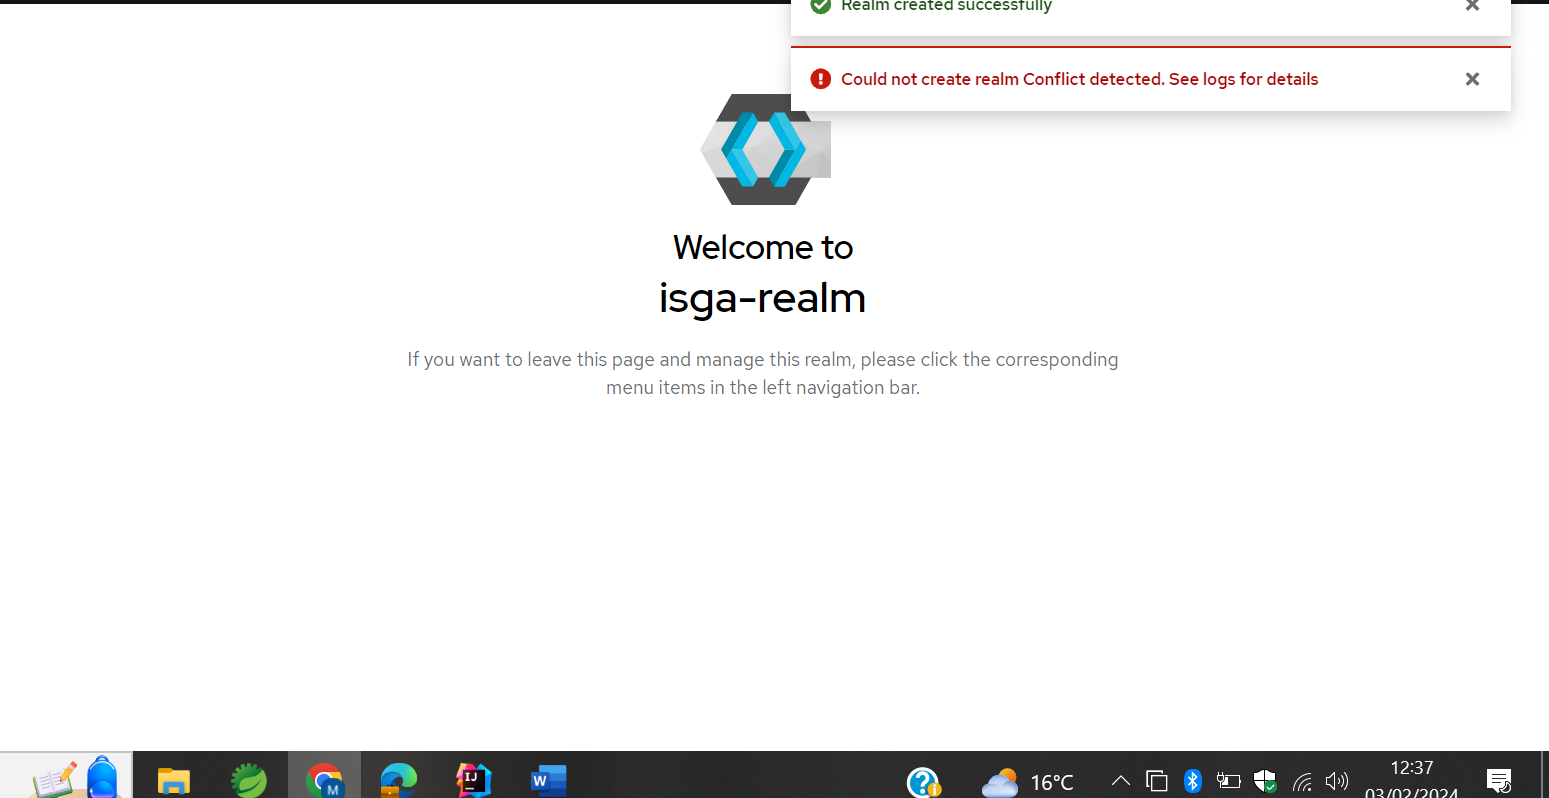 Realm created successfully
Could not create realm Conflict detected. See logs for details
Welcome to
isga-realm
If you want to leave this page and manage this realm, please click the corresponding
menu items in the left navigation bar.
16°C
12:37
03/02/2024